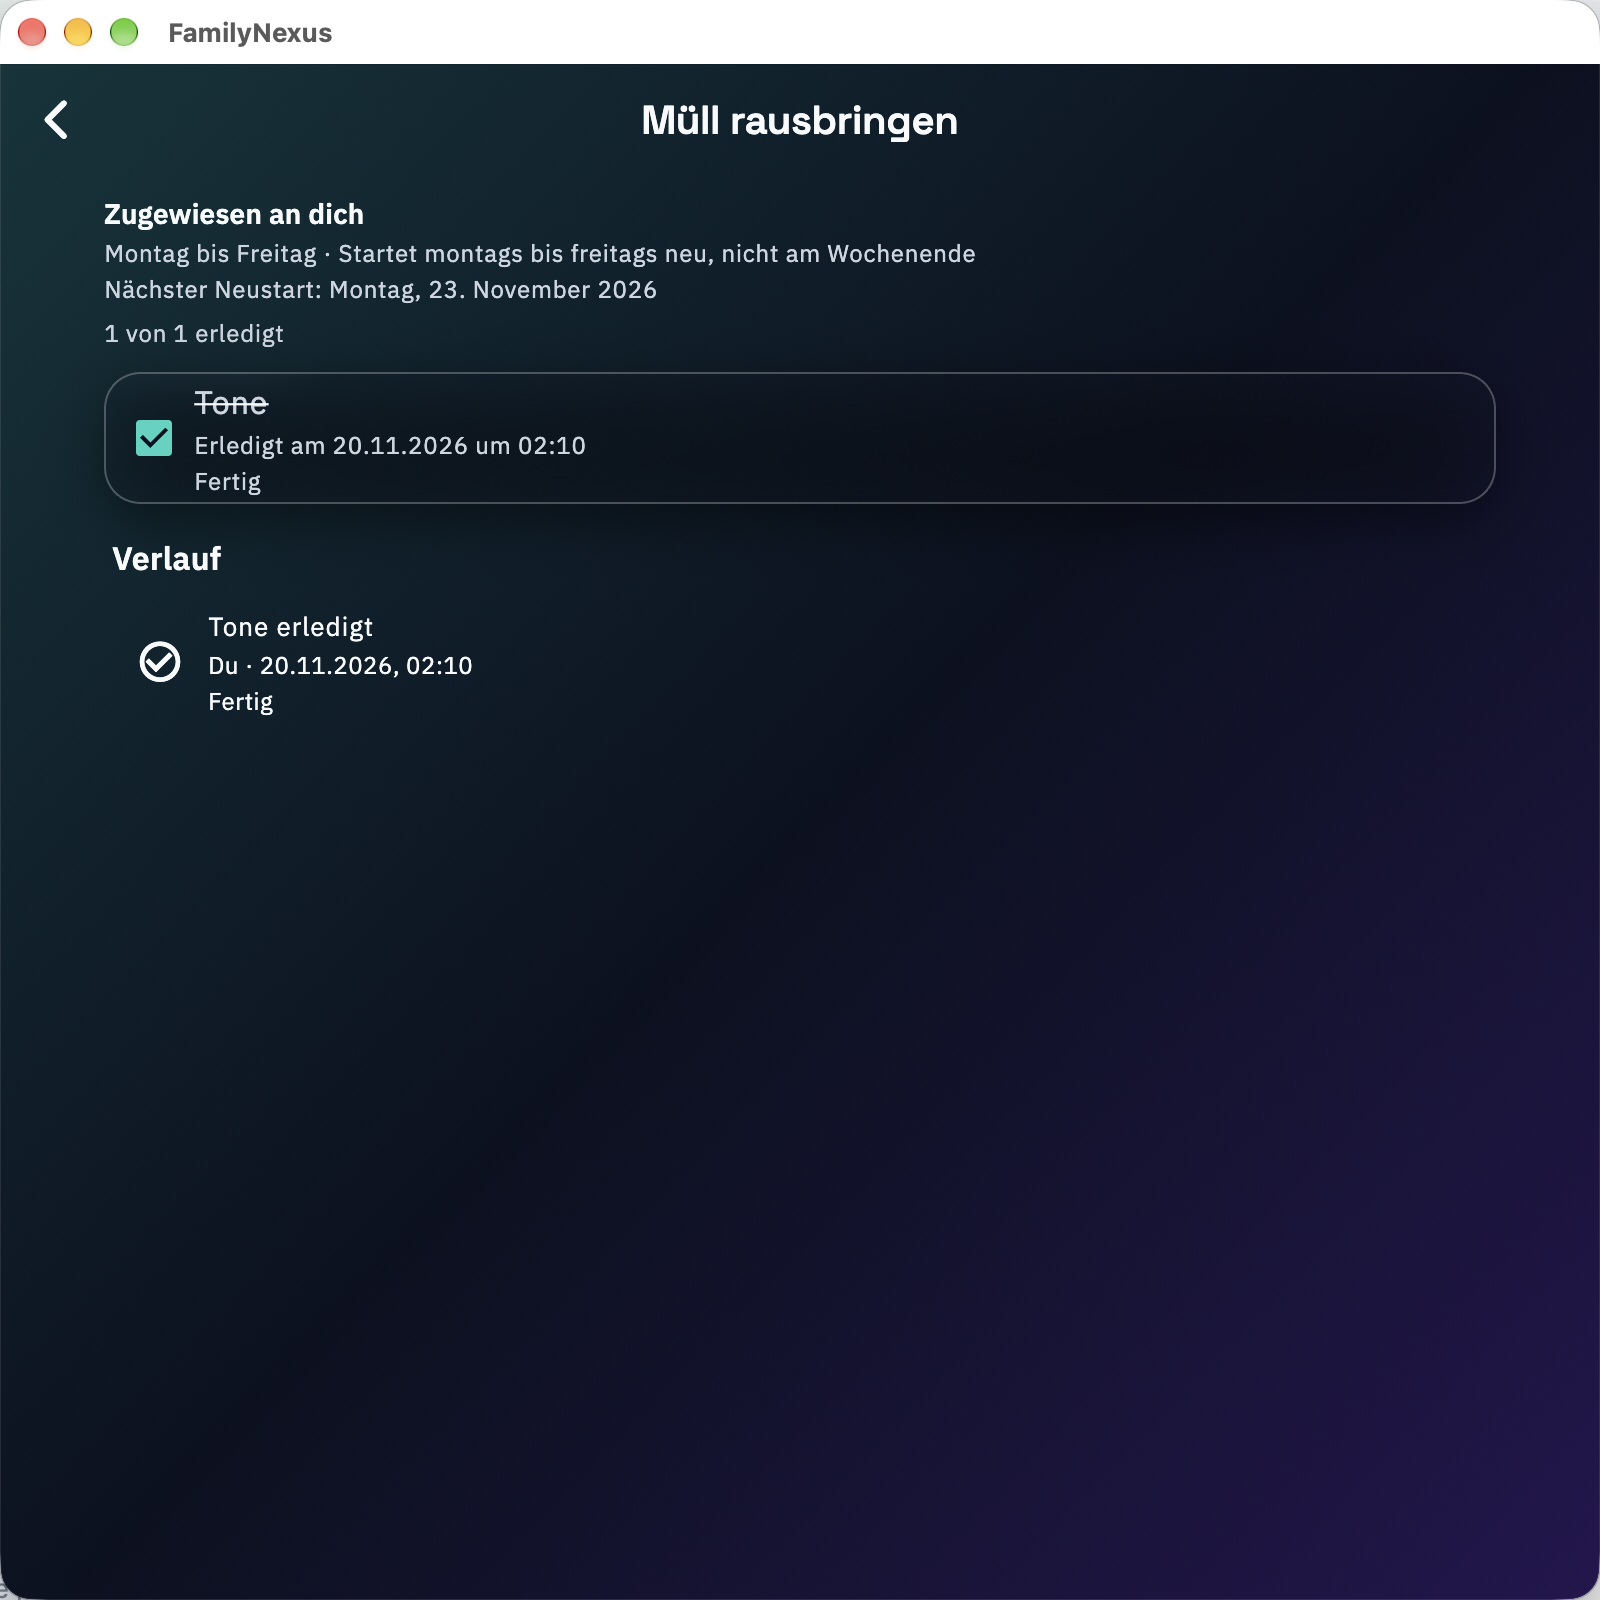 FamilyNexus
Müll rausbringen
Zugewiesen an dich
Montag bis Freitag · Startet montags bis freitags neu, nicht am Wochenende
Nächster Neustart: Montag, 23. November 2026
1 von 1 erledigt
Tone
Erledigt am 20.11.2026 um 02:10
Fertig
Verlauf
Tone erledigt
Du · 20.11.2026, 02:10
Fertig